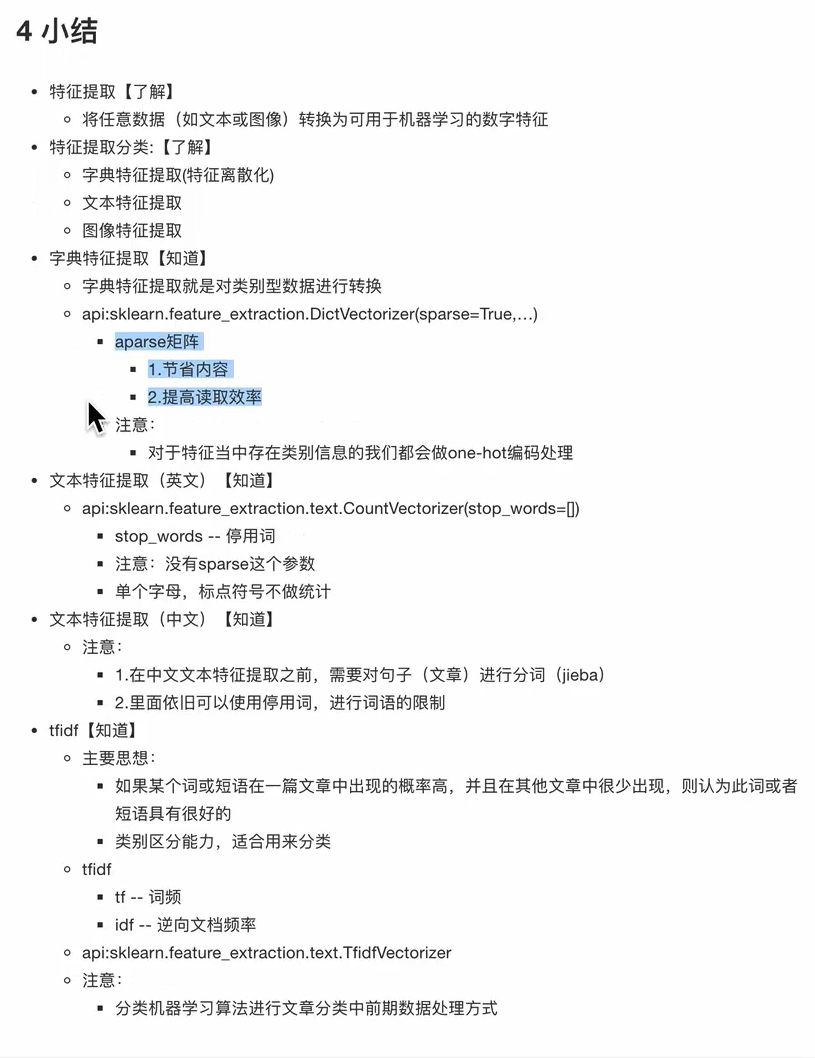 4 小结
特征提取【了解】
将任意数据（如文本或图像）转换为可用于机器学习的数字特征
特征提取分类:【了解】
字典特征提取(特征离散化)
文本特征提取
图像特征提取
字典特征提取【知道】
字典特征提取就是对类别型数据进行转换
api:sklearn.feature_extraction.DictVectorizer(sparse=True,…)
aparse矩阵
1.节省内容
2.提高读取效率
注意：
对于特征当中存在类别信息的我们都会做one-hot编码处理
文本特征提取（英文）【知道】
api:sklearn.feature_extraction.text.CountVectorizer(stop_words=[])
stop_words -- 停用词
注意：没有sparse这个参数
单个字母，标点符号不做统计
文本特征提取（中文）【知道】
注意：
1.在中文文本特征提取之前，需要对句子（文章）进行分词（jieba）
2.里面依旧可以使用停用词，进行词语的限制
tfidf【知道】
主要思想：
如果某个词或短语在一篇文章中出现的概率高，并且在其他文章中很少出现，则认为此词或者
短语具有很好的
类别区分能力，适合用来分类
tfidf
tf -- 词频
idf -- 逆向文档频率
api:sklearn.feature_extraction.text.TfidfVectorizer
注意：
分类机器学习算法进行文章分类中前期数据处理方式